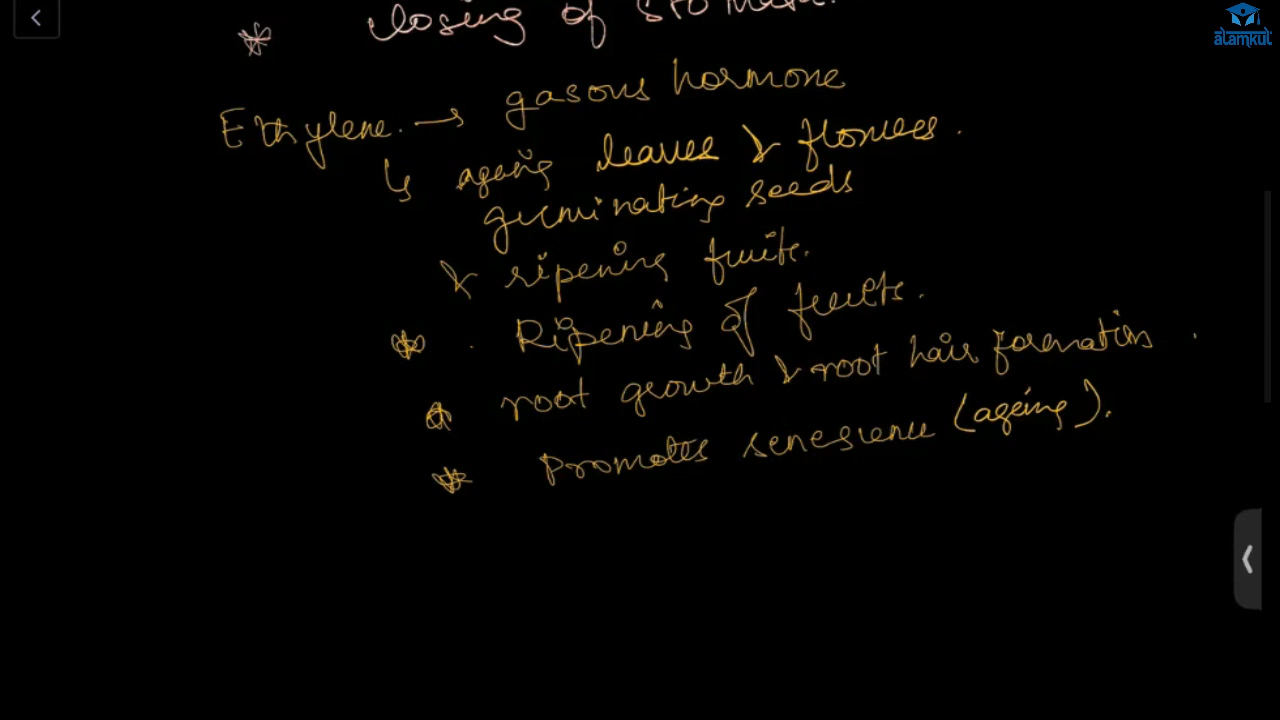 * closing of stomata.
Ethylene. → gasous hormone
↳ ageing leaves & flowers.
germinating seeds
& ripening fruits.
* . Ripening of fruits.
* root growth & root hair formation.
* promotes senescence (ageing).
alamkul